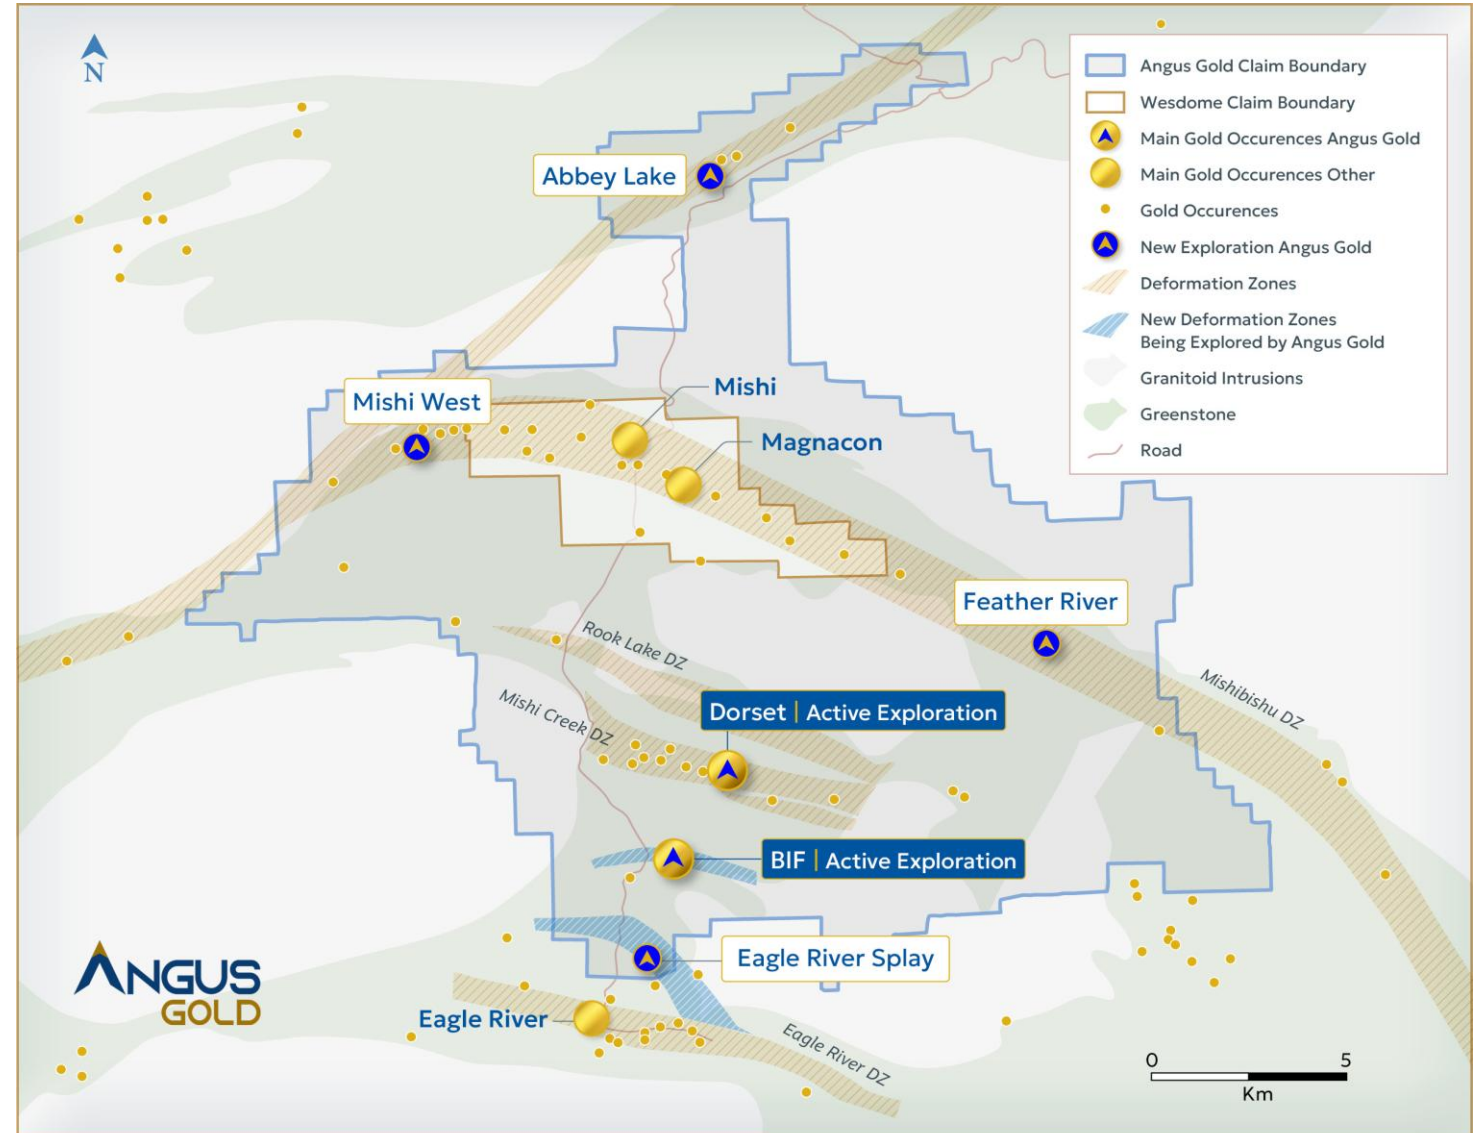 N
Angus Gold Claim Boundary
Wesdome Claim Boundary
Main Gold Occurences Angus Gold
Main Gold Occurences Other
Gold Occurences
New Exploration Angus Gold
Deformation Zones
New Deformation Zones
Being Explored by Angus Gold
Granitoid Intrusions
Greenstone
Road
Abbey Lake
Mishi West
Mishi
Magnacon
Feather River
Rook Lake DZ
Mishi Creek DZ
Mishibishu DZ
Dorset | Active Exploration
BIF | Active Exploration
Eagle River Splay
Eagle River
Eagle River DZ
ANGUS
GOLD
0 5
Km